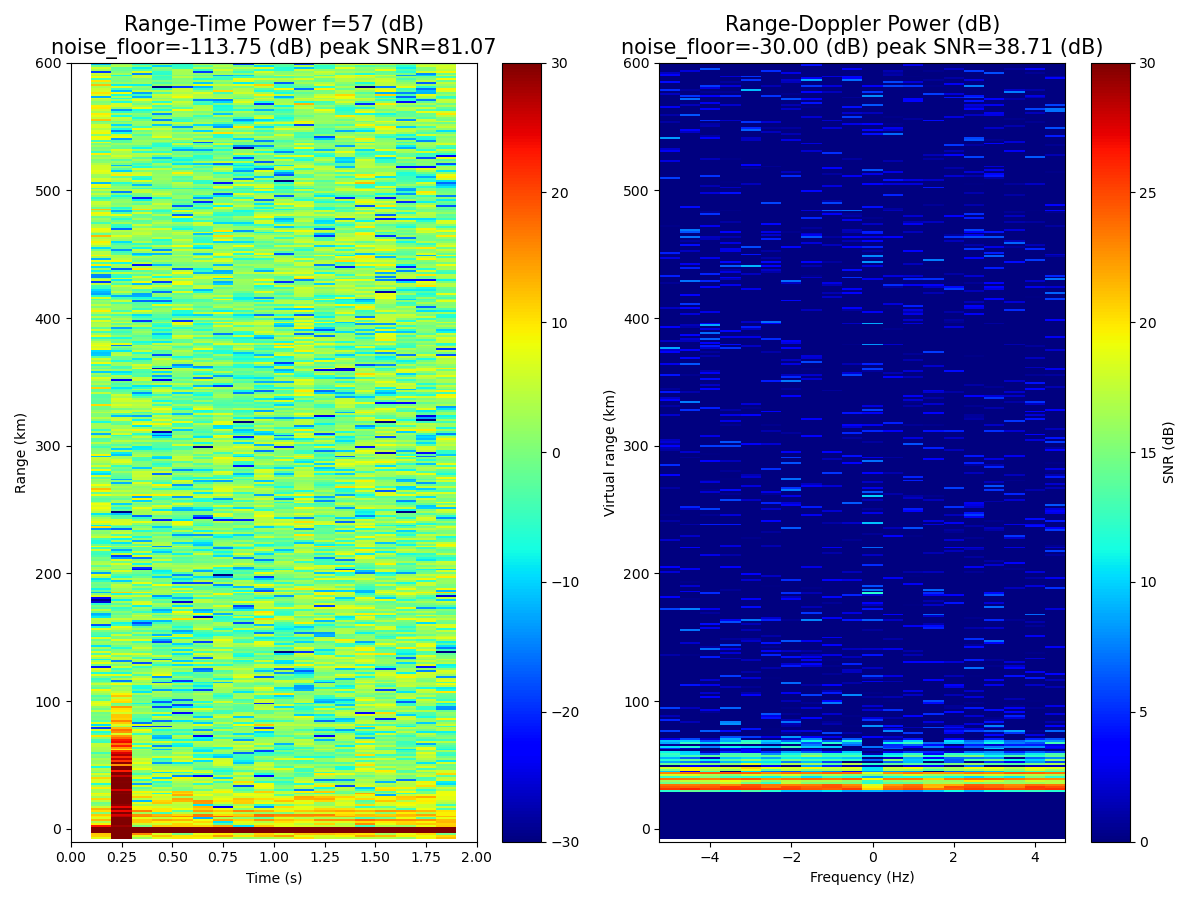 Range-Time Power f=57 (dB)
noise_floor=-113.75 (dB) peak SNR=81.07
600
500
400
300
200
100
0
Range (km)
0.00 0.25 0.50 0.75 1.00 1.25 1.50 1.75 2.00
Time (s)
30
20
10
0
−10
−20
−30
Range-Doppler Power (dB)
noise_floor=-30.00 (dB) peak SNR=38.71 (dB)
600
500
400
300
200
100
0
Virtual range (km)
−4 −2 0 2 4
Frequency (Hz)
30
25
20
15
10
5
0
SNR (dB)